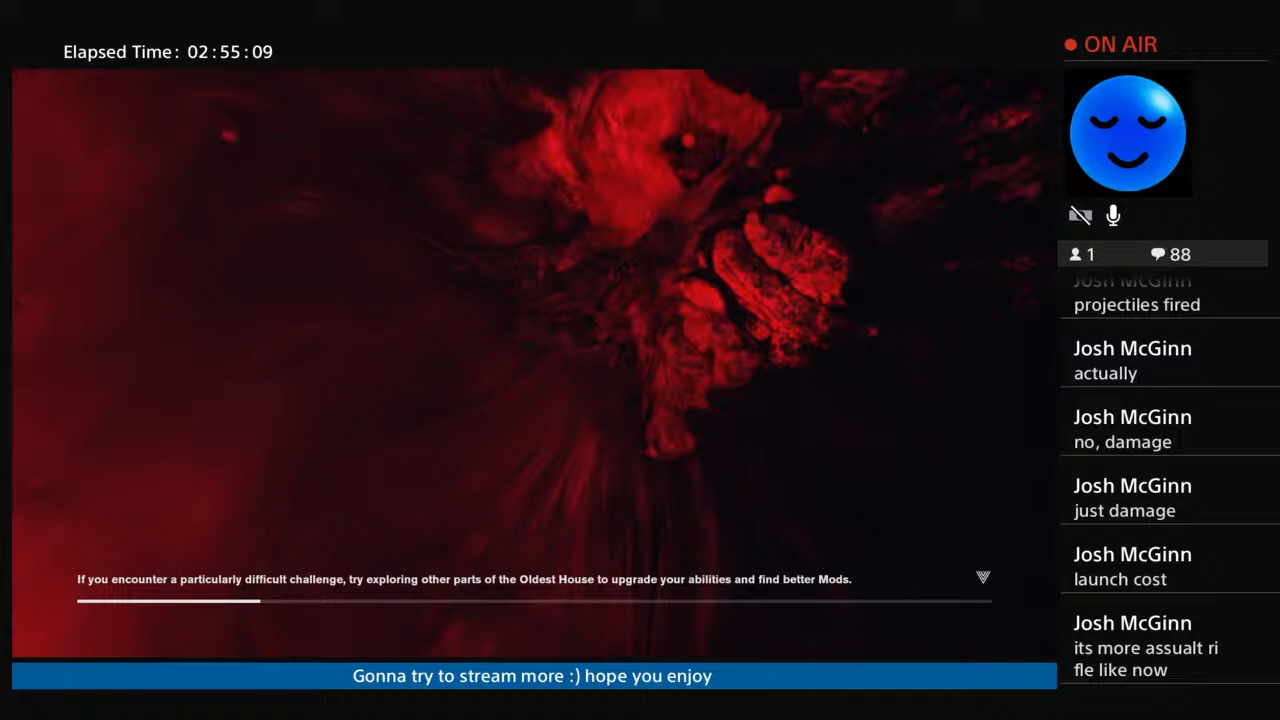 Elapsed Time: 02:55:09
ON AIR
1 88
Josh McGinn
projectiles fired
Josh McGinn
actually
Josh McGinn
no, damage
Josh McGinn
just damage
Josh McGinn
launch cost
Josh McGinn
its more assualt ri
fle like now
If you encounter a particularly difficult challenge, try exploring other parts of the Oldest House to upgrade your abilities and find better Mods.
Gonna try to stream more :) hope you enjoy